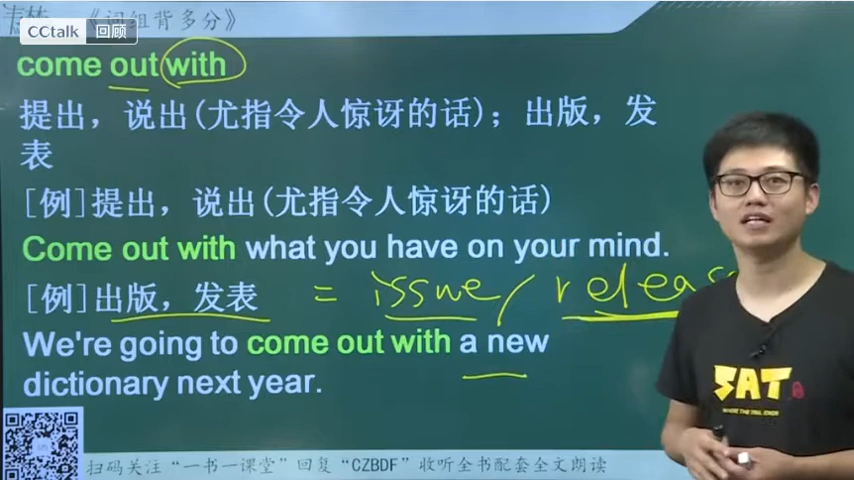 《词组背多分》
CCtalk 回顾
come out with
提出，说出(尤指令人惊讶的话)；出版，发
表
[例]提出，说出(尤指令人惊讶的话)
Come out with what you have on your mind.
[例]出版，发表 = issue/release
We're going to come out with a new
dictionary next year.
SAT
扫码关注“一书一课堂”回复“CZBDF”收听全书配套全文朗读